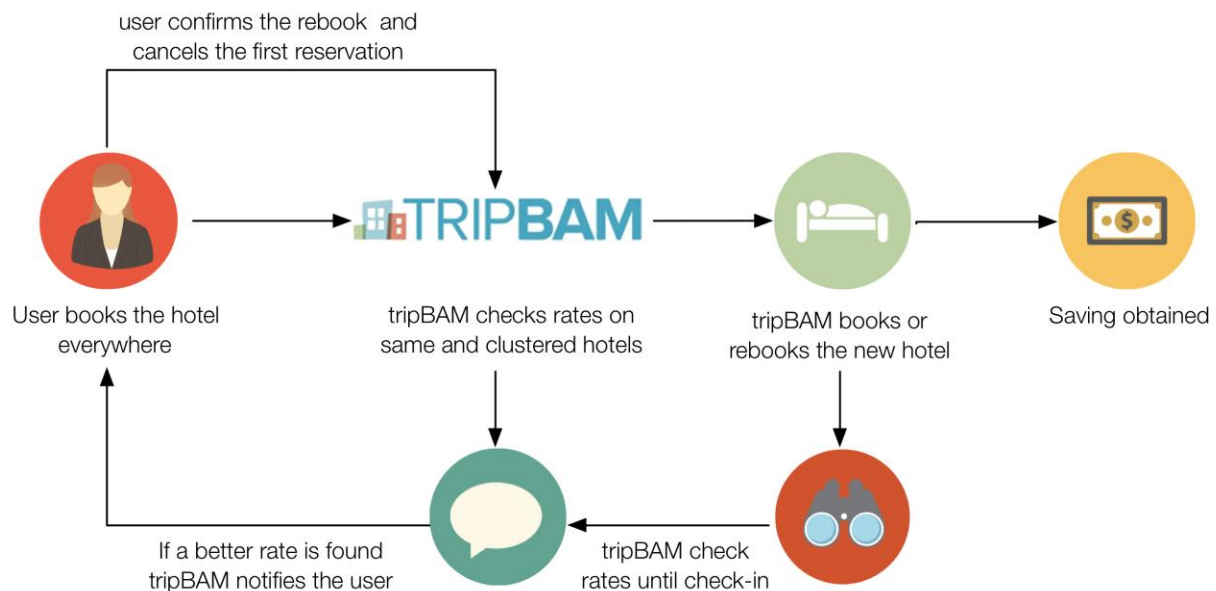 user confirms the rebook and
cancels the first reservation
TRIPBAM
$
User books the hotel
everywhere
tripBAM checks rates on
same and clustered hotels
tripBAM books or
rebooks the new hotel
Saving obtained
If a better rate is found
tripBAM notifies the user
tripBAM check
rates until check-in